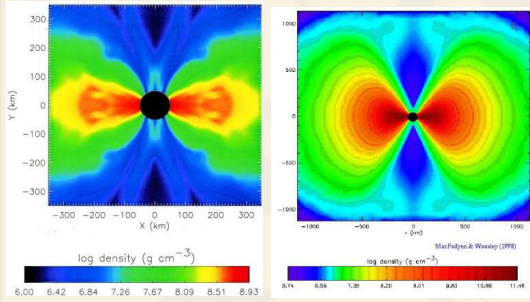 300
200
100
0
−100
−200
−300
Y (km)
−300 −200 −100 0 100 200 300
X (km)
log density (g cm⁻³)
6.00 6.42 6.84 7.26 7.67 8.09 8.51 8.93
1000
500
0
−500
−1000
−1000 −500 0 500 1000
(km)
MacFadyen & Woosley (1998)
log density (g cm⁻³)